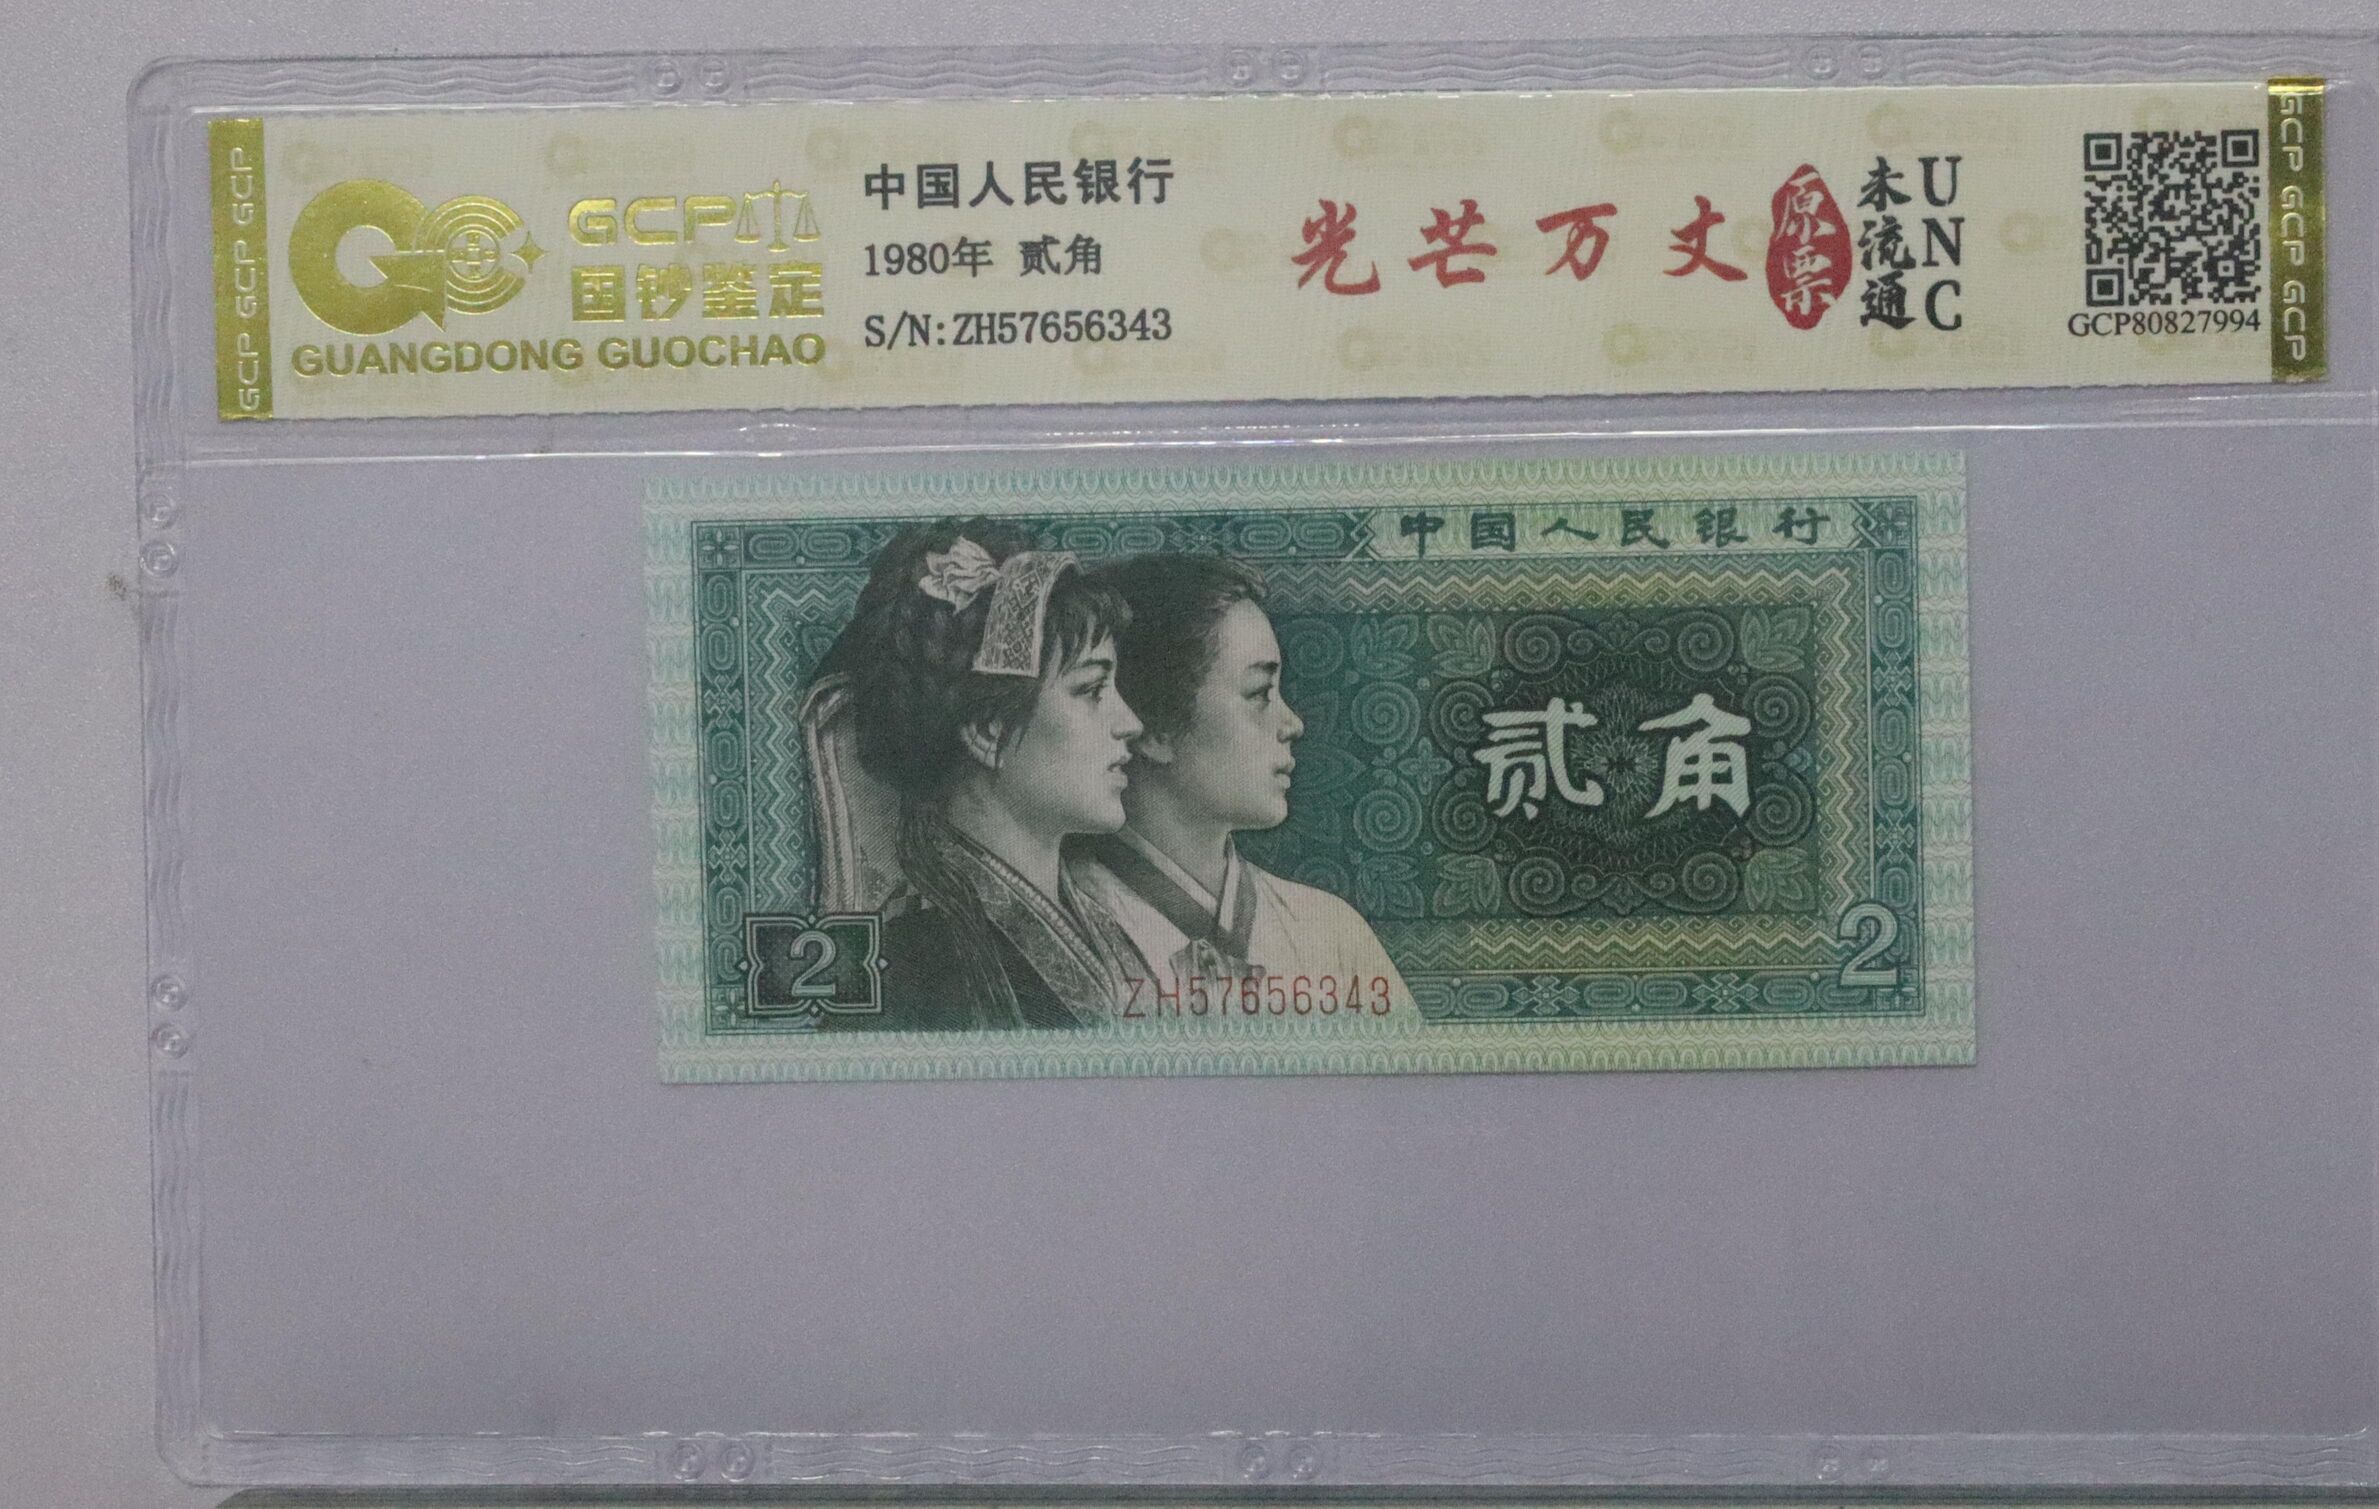 GCP GCP GCP
GCP
国钞鉴定
GUANGDONG GUOCHAO
中国人民银行
1980年 贰角
S/N:ZH57656343
光芒万丈
原票
未流通
UNC
GCP80827994
GCP GCP GCP
中国人民银行
贰角
2
2
ZH57656343